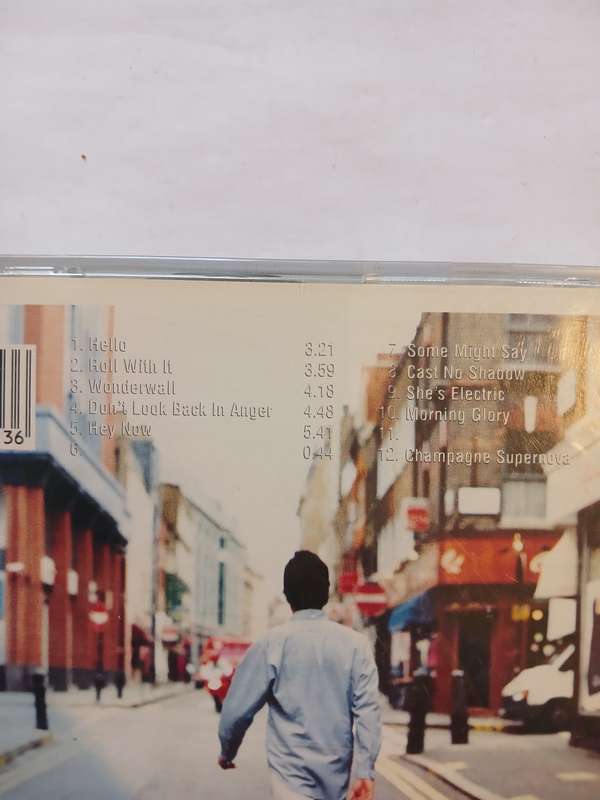 1. Hello 3.21
2. Roll With It 3.59
3. Wonderwall 4.18
4. Don't Look Back In Anger 4.48
5. Hey Now 5.41
6. 0.44
7. Some Might Say
8. Cast No Shadow
9. She's Electric
10. Morning Glory
11.
12. Champagne Supernova
36